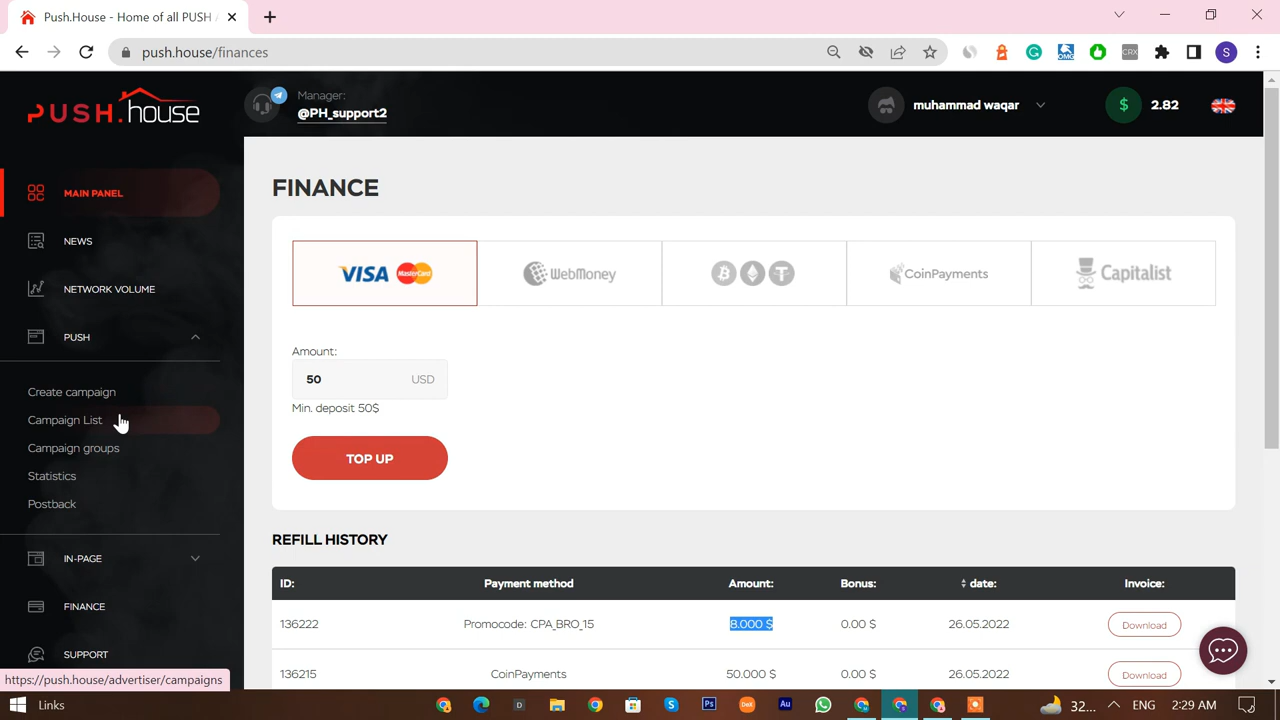 Push.House - Home of all PUSH A
push.house/finances
PUSH.house
Manager:
@PH_support2
muhammad waqar
$ 2.82
MAIN PANEL
NEWS
NETWORK VOLUME
PUSH
Create campaign
Campaign List
Campaign groups
Statistics
Postback
IN-PAGE
FINANCE
SUPPORT
https://push.house/advertiser/campaigns
FINANCE
VISA MasterCard
WebMoney
CoinPayments
Capitalist
Amount:
50 USD
Min. deposit 50$
TOP UP
REFILL HISTORY
ID: Payment method Amount: Bonus: date: Invoice:
136222 Promocode: CPA_BRO_15 8.000 $ 0.00 $ 26.05.2022 Download
136215 CoinPayments 50.000 $ 0.00 $ 26.05.2022 Download
Links
32... ENG 2:29 AM